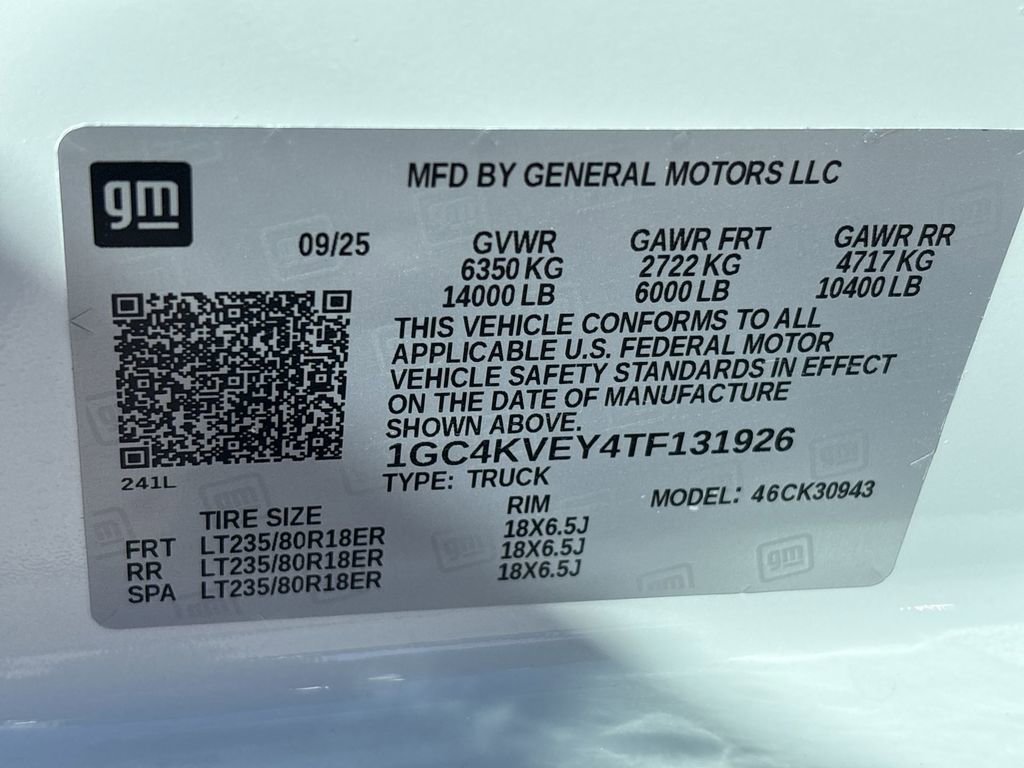 gm
MFD BY GENERAL MOTORS LLC
09/25
GVWR GAWR FRT GAWR RR
6350 KG 2722 KG 4717 KG
14000 LB 6000 LB 10400 LB
THIS VEHICLE CONFORMS TO ALL
APPLICABLE U.S. FEDERAL MOTOR
VEHICLE SAFETY STANDARDS IN EFFECT
ON THE DATE OF MANUFACTURE
SHOWN ABOVE.
1GC4KVEY4TF131926
241L
TYPE: TRUCK MODEL: 46CK30943
TIRE SIZE RIM
FRT LT235/80R18ER 18X6.5J
RR LT235/80R18ER 18X6.5J
SPA LT235/80R18ER 18X6.5J
gm
gm
gm